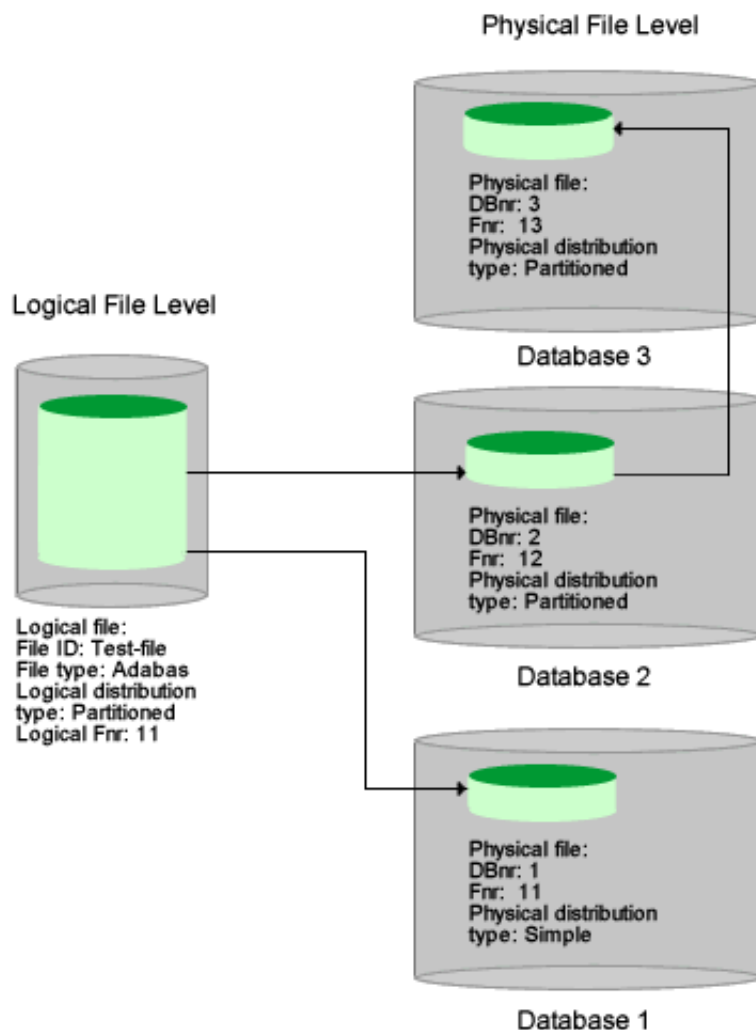 Physical File Level
Physical file:
DBnr: 3
Fnr: 13
Physical distribution
type: Partitioned
Database 3
Logical File Level
Logical file:
File ID: Test-file
File type: Adabas
Logical distribution
type: Partitioned
Logical Fnr: 11
Physical file:
DBnr: 2
Fnr: 12
Physical distribution
type: Partitioned
Database 2
Physical file:
DBnr: 1
Fnr: 11
Physical distribution
type: Simple
Database 1